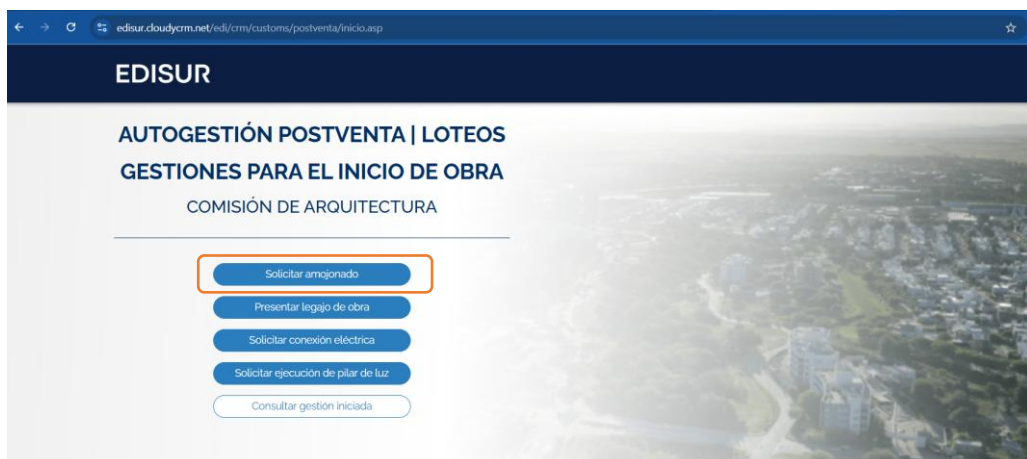 edisur.cloudycrm.net/edi/crm/customs/postventa/inicio.asp
EDISUR
AUTOGESTIÓN POSTVENTA | LOTEOS
GESTIONES PARA EL INICIO DE OBRA
COMISIÓN DE ARQUITECTURA
Solicitar amojonado
Presentar legajo de obra
Solicitar conexión eléctrica
Solicitar ejecución de pilar de luz
Consultar gestión iniciada